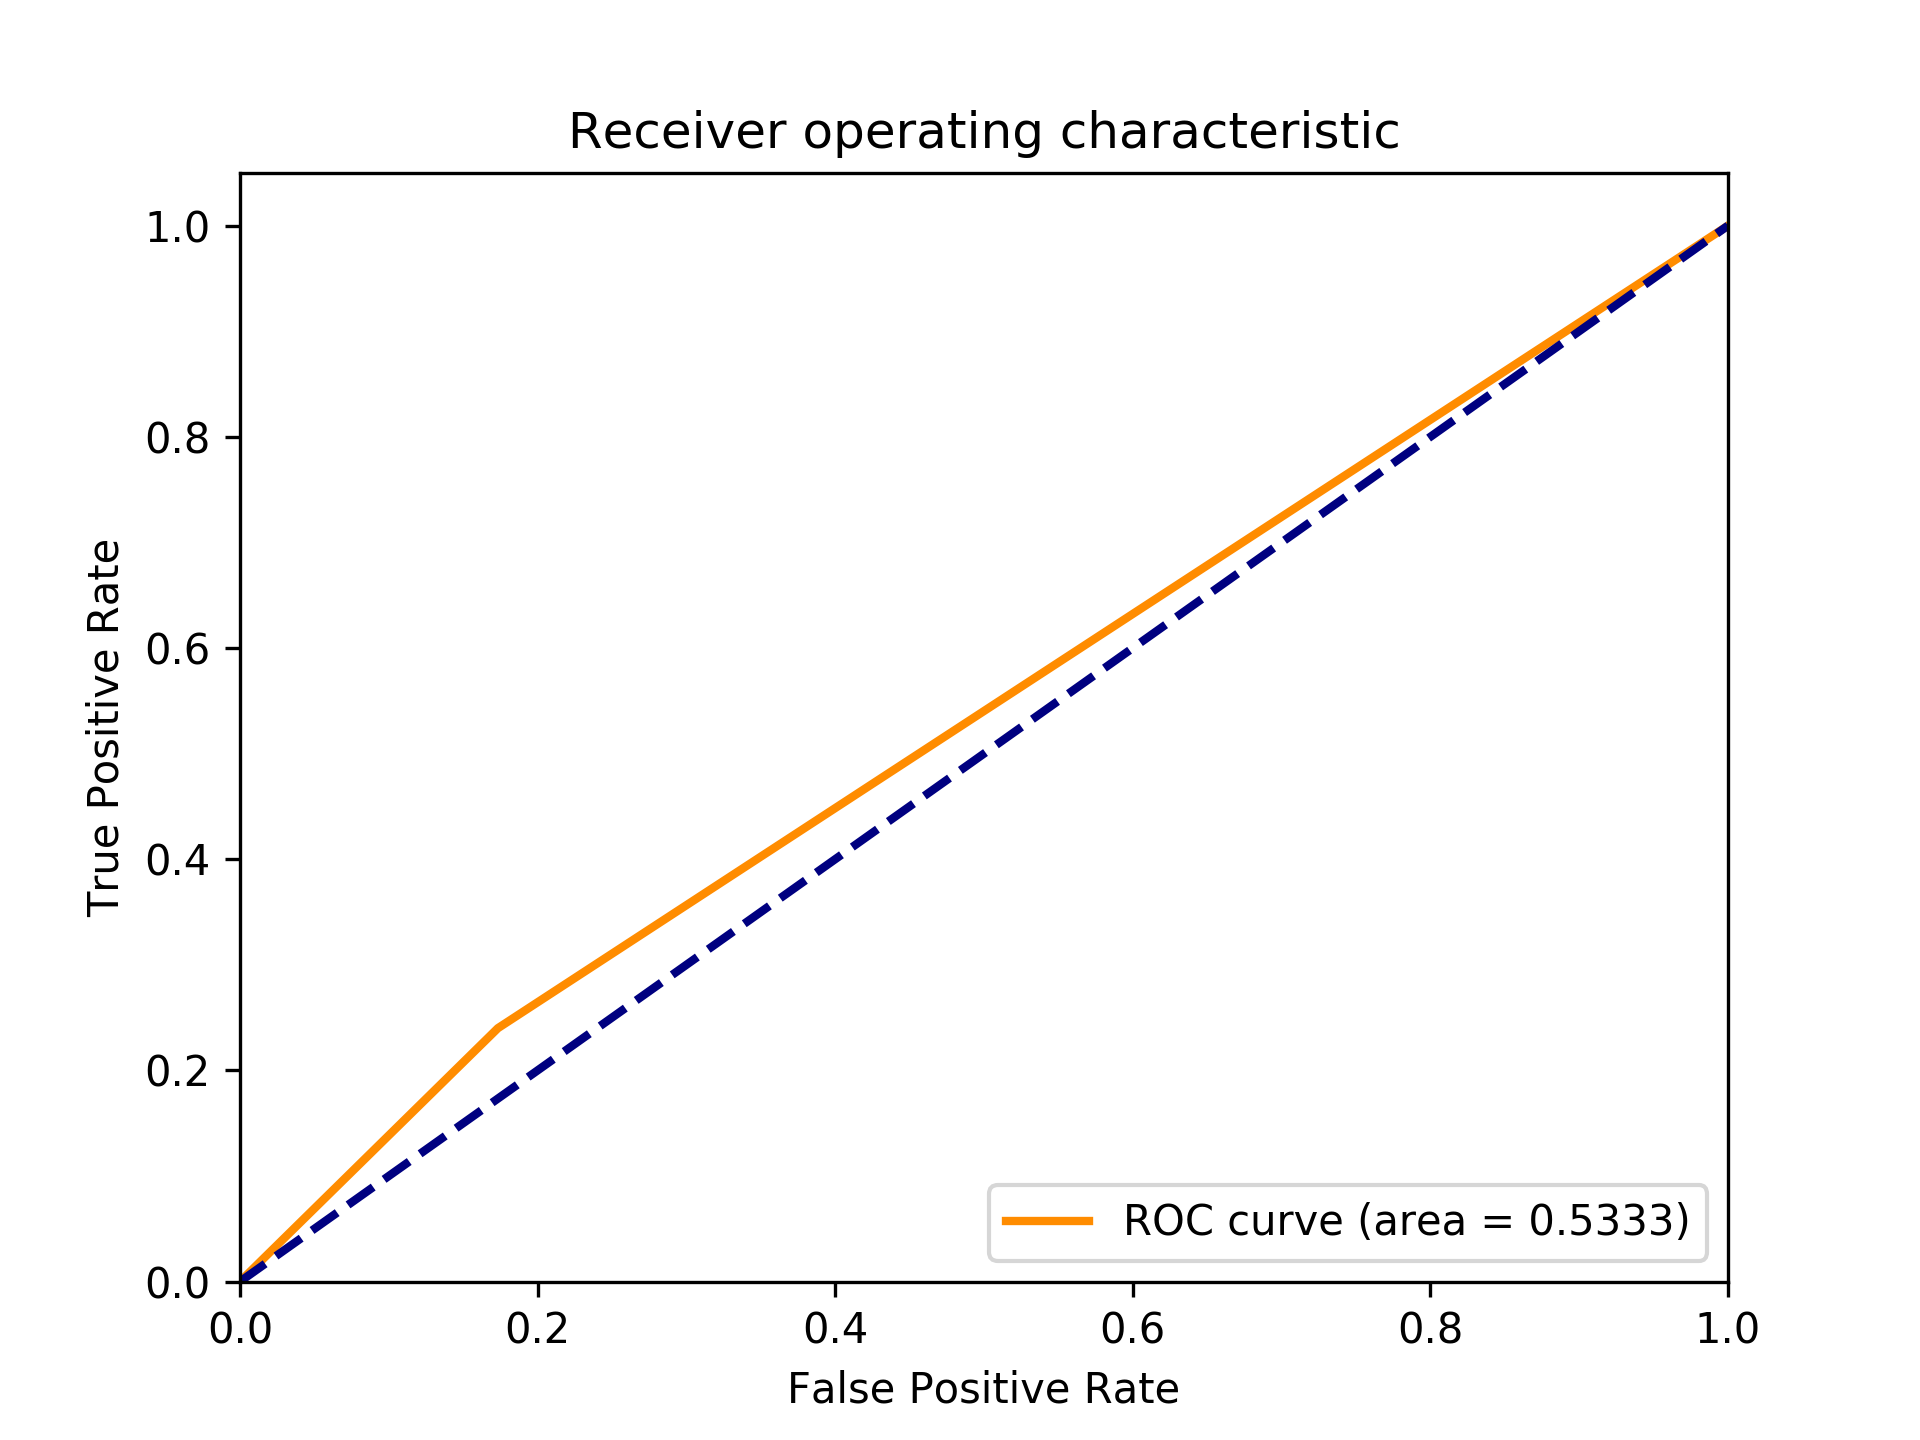 Receiver operating characteristic
True Positive Rate
1.0
0.8
0.6
0.4
0.2
0.0
ROC curve (area = 0.5333)
0.0 0.2 0.4 0.6 0.8 1.0
False Positive Rate